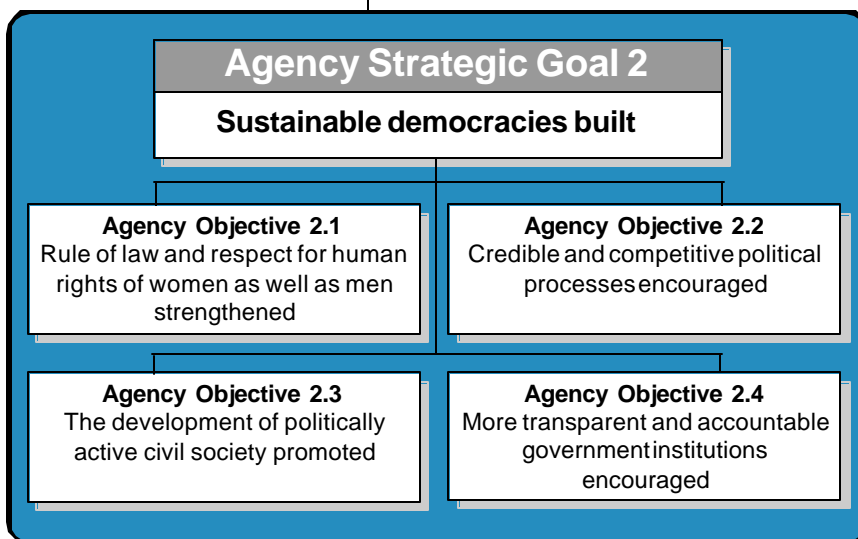 Agency Strategic Goal 2
Sustainable democracies built
Agency Objective 2.1
Rule of law and respect for human
rights of women as well as men
strengthened
Agency Objective 2.2
Credible and competitive political
processes encouraged
Agency Objective 2.3
The development of politically
active civil society promoted
Agency Objective 2.4
More transparent and accountable
government institutions
encouraged